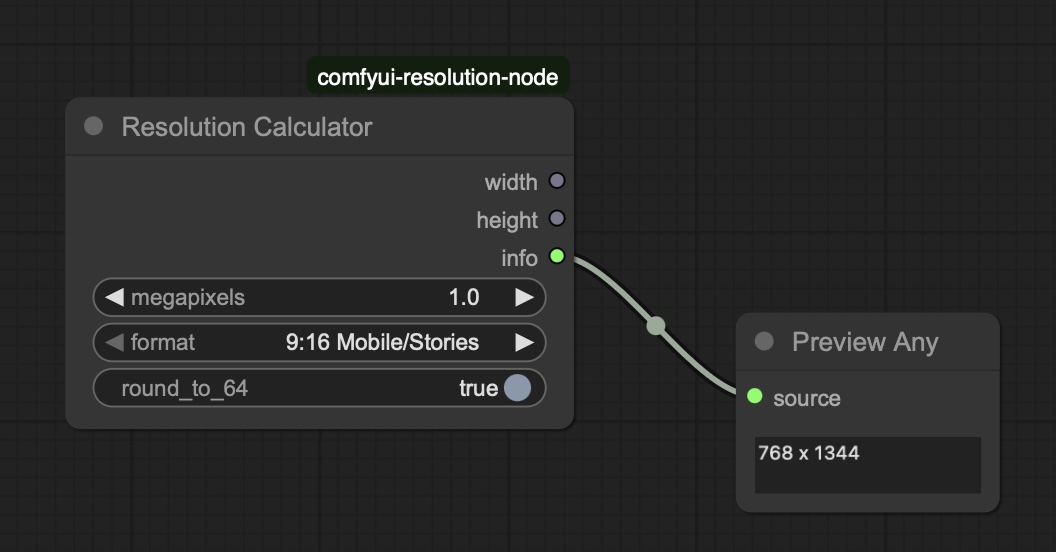 comfyui-resolution-node
Resolution Calculator
width
height
info
megapixels 1.0
format 9:16 Mobile/Stories
round_to_64 true
Preview Any
source
768 x 1344